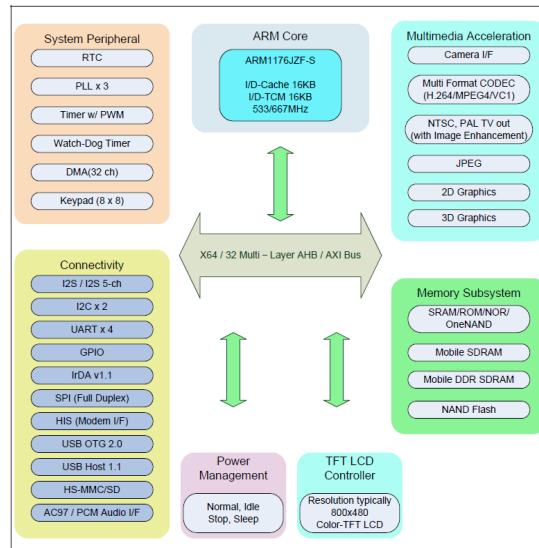 System Peripheral
RTC
PLL x 3
Timer w/ PWM
Watch-Dog Timer
DMA(32 ch)
Keypad (8 x 8)
ARM Core
ARM1176JZF-S
I/D-Cache 16KB
I/D-TCM 16KB
533/667MHz
Multimedia Acceleration
Camera I/F
Multi Format CODEC
(H.264/MPEG4/VC1)
NTSC, PAL TV out
(with Image Enhancement)
JPEG
2D Graphics
3D Graphics
X64 / 32 Multi – Layer AHB / AXI Bus
Connectivity
I2S / I2S 5-ch
I2C x 2
UART x 4
GPIO
IrDA v1.1
SPI (Full Duplex)
HIS (Modem I/F)
USB OTG 2.0
USB Host 1.1
HS-MMC/SD
AC97 / PCM Audio I/F
Power
Management
Normal, Idle
Stop, Sleep
TFT LCD
Controller
Resolution typically
800x480
Color-TFT LCD
Memory Subsystem
SRAM/ROM/NOR/
OneNAND
Mobile SDRAM
Mobile DDR SDRAM
NAND Flash